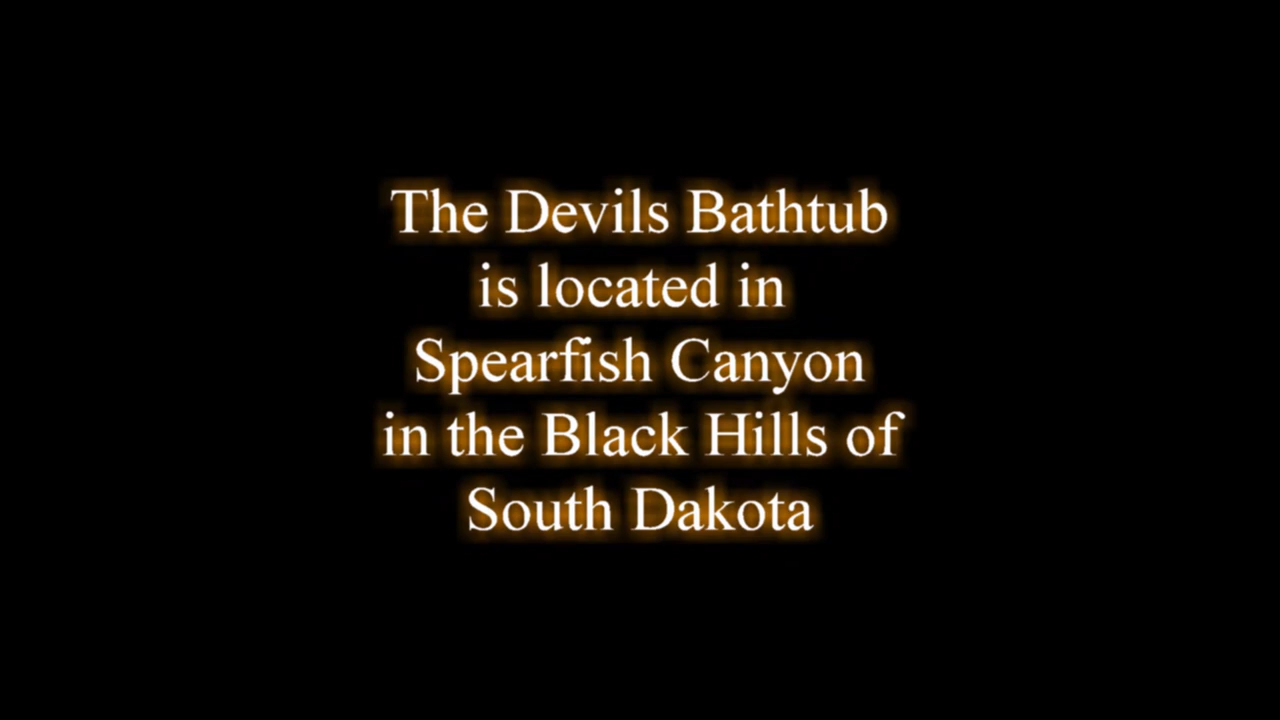 The Devils Bathtub
is located in
Spearfish Canyon
in the Black Hills of
South Dakota